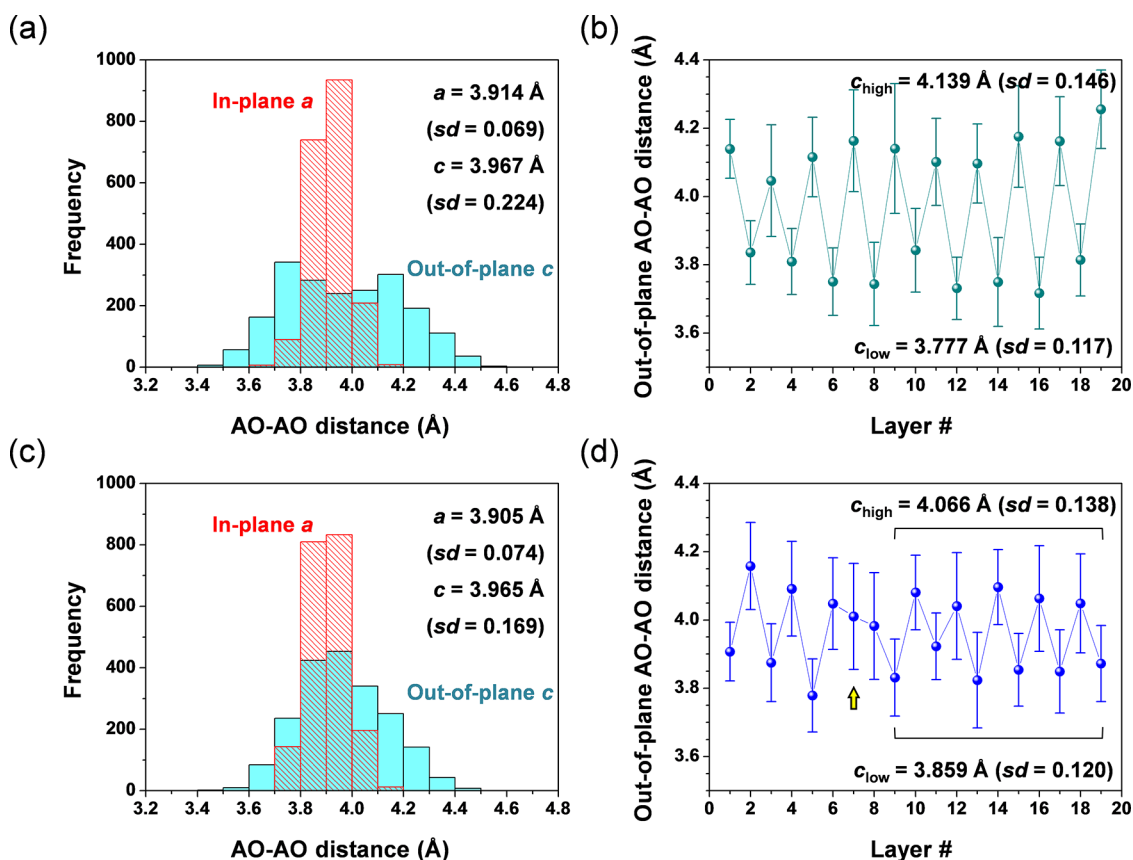 (a)
1000
800
600
400
200
0
Frequency
In-plane a
a = 3.914 Å
(sd = 0.069)
c = 3.967 Å
(sd = 0.224)
Out-of-plane c
3.2 3.4 3.6 3.8 4.0 4.2 4.4 4.6 4.8
AO-AO distance (Å)
(b)
4.4
4.2
4.0
3.8
3.6
Out-of-plane AO-AO distance (Å)
chigh = 4.139 Å (sd = 0.146)
clow = 3.777 Å (sd = 0.117)
0 2 4 6 8 10 12 14 16 18 20
Layer #
(c)
1000
800
600
400
200
0
Frequency
In-plane a
a = 3.905 Å
(sd = 0.074)
c = 3.965 Å
(sd = 0.169)
Out-of-plane c
3.2 3.4 3.6 3.8 4.0 4.2 4.4 4.6 4.8
AO-AO distance (Å)
(d)
4.4
4.2
4.0
3.8
3.6
Out-of-plane AO-AO distance (Å)
chigh = 4.066 Å (sd = 0.138)
clow = 3.859 Å (sd = 0.120)
0 2 4 6 8 10 12 14 16 18 20
Layer #